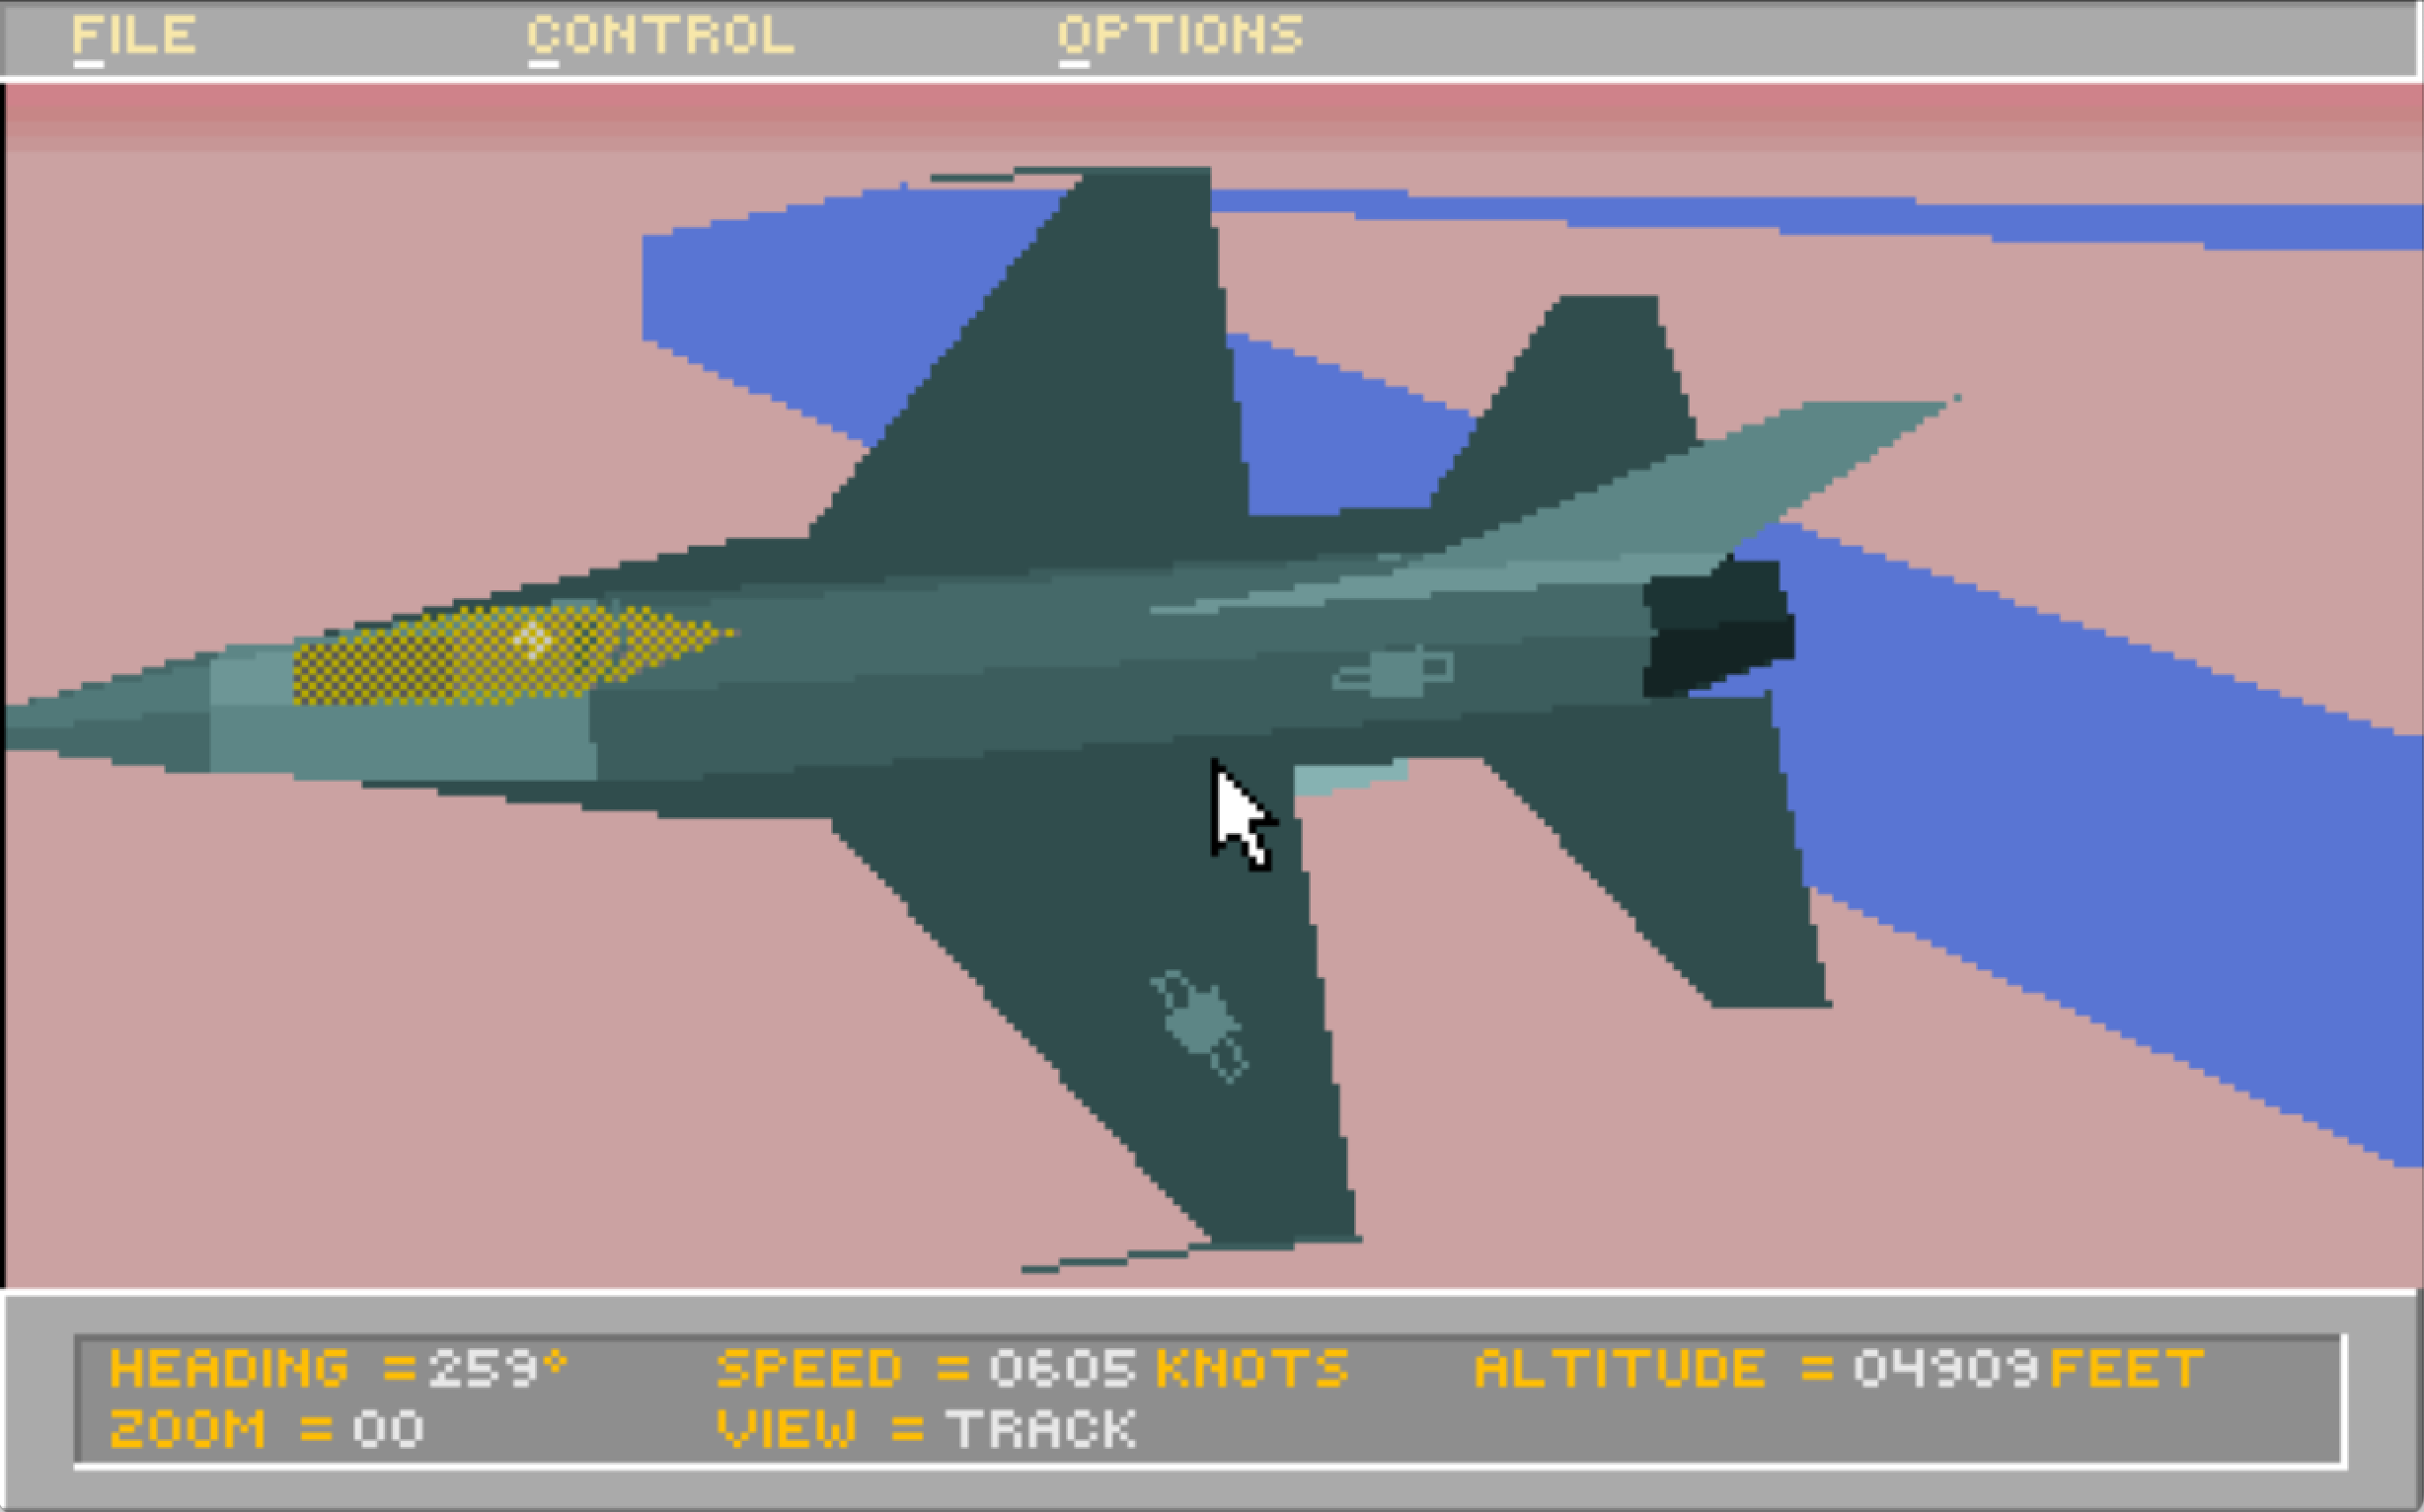 FILE CONTROL OPTIONS
HEADING =259° SPEED =0605 KNOTS ALTITUDE =04909 FEET
ZOOM =00 VIEW =TRACK